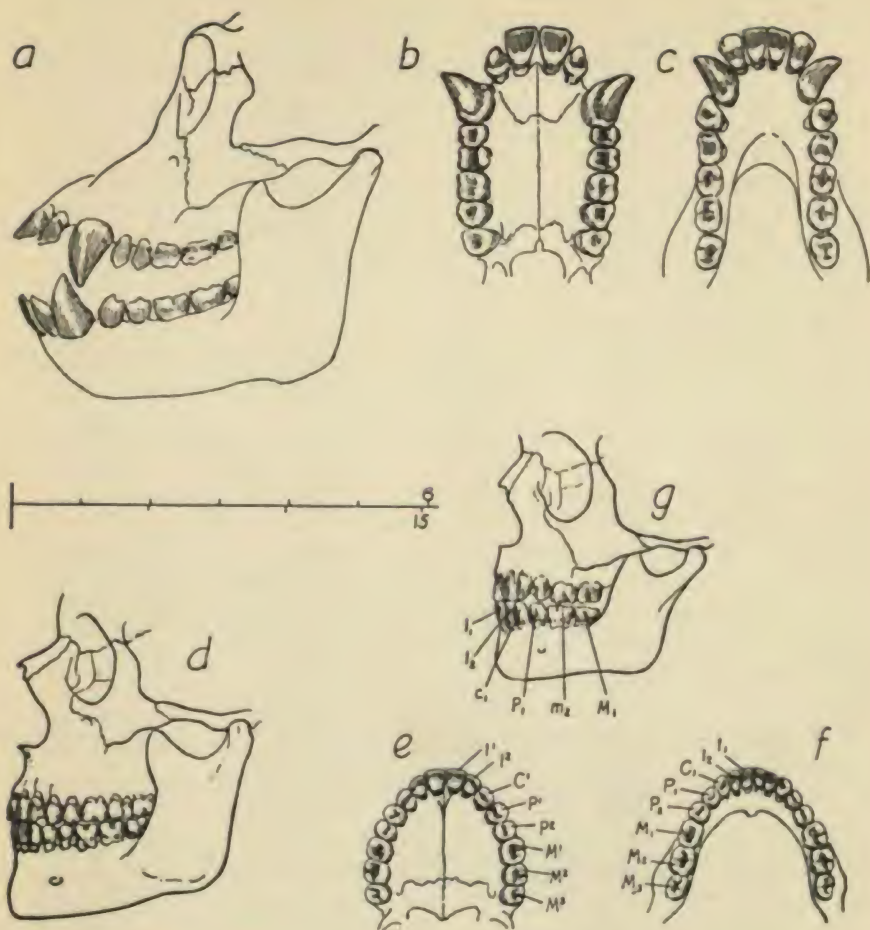 a
b
c
6
15
g
I₁
I₂
C₁
P₁
m₂
M₁
d
e
I¹
I²
C¹
P¹
P²
M¹
M²
M³
f
I₁
I₂
C₁
P₁
P₂
M₁
M₂
M₃